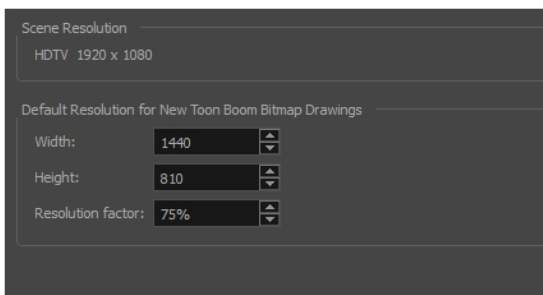 Scene Resolution
HDTV 1920 x 1080
Default Resolution for New Toon Boom Bitmap Drawings
Width: 1440
Height: 810
Resolution factor: 75%